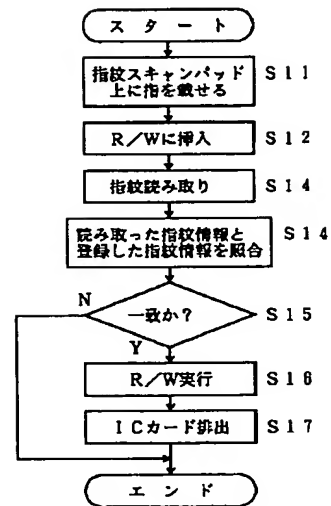 スタート
指紋スキャンパッド
上に指を載せる
S11
R/Wに挿入
S12
指紋読み取り
S14
読み取った指紋情報と
登録した指紋情報を照合
S14
一致か?
S15
N
Y
R/W実行
S16
ICカード排出
S17
エンド